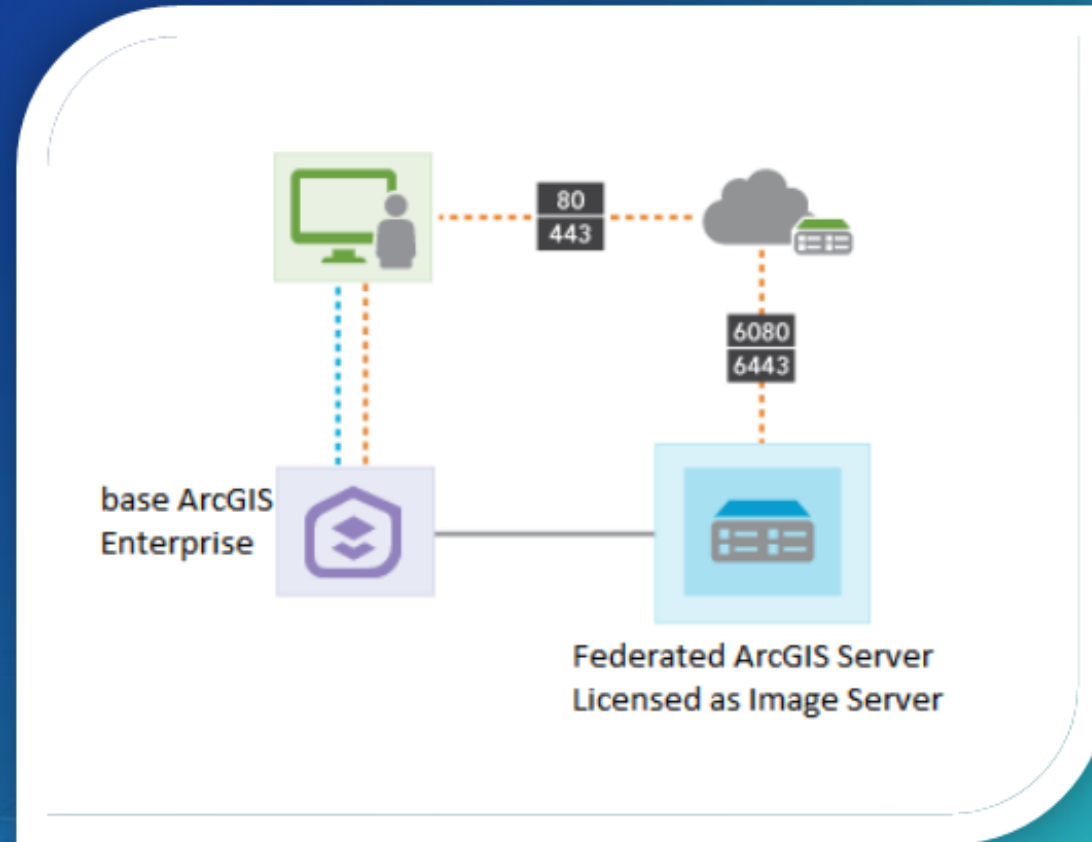 80
443
6080
6443
base ArcGIS
Enterprise
Federated ArcGIS Server
Licensed as Image Server